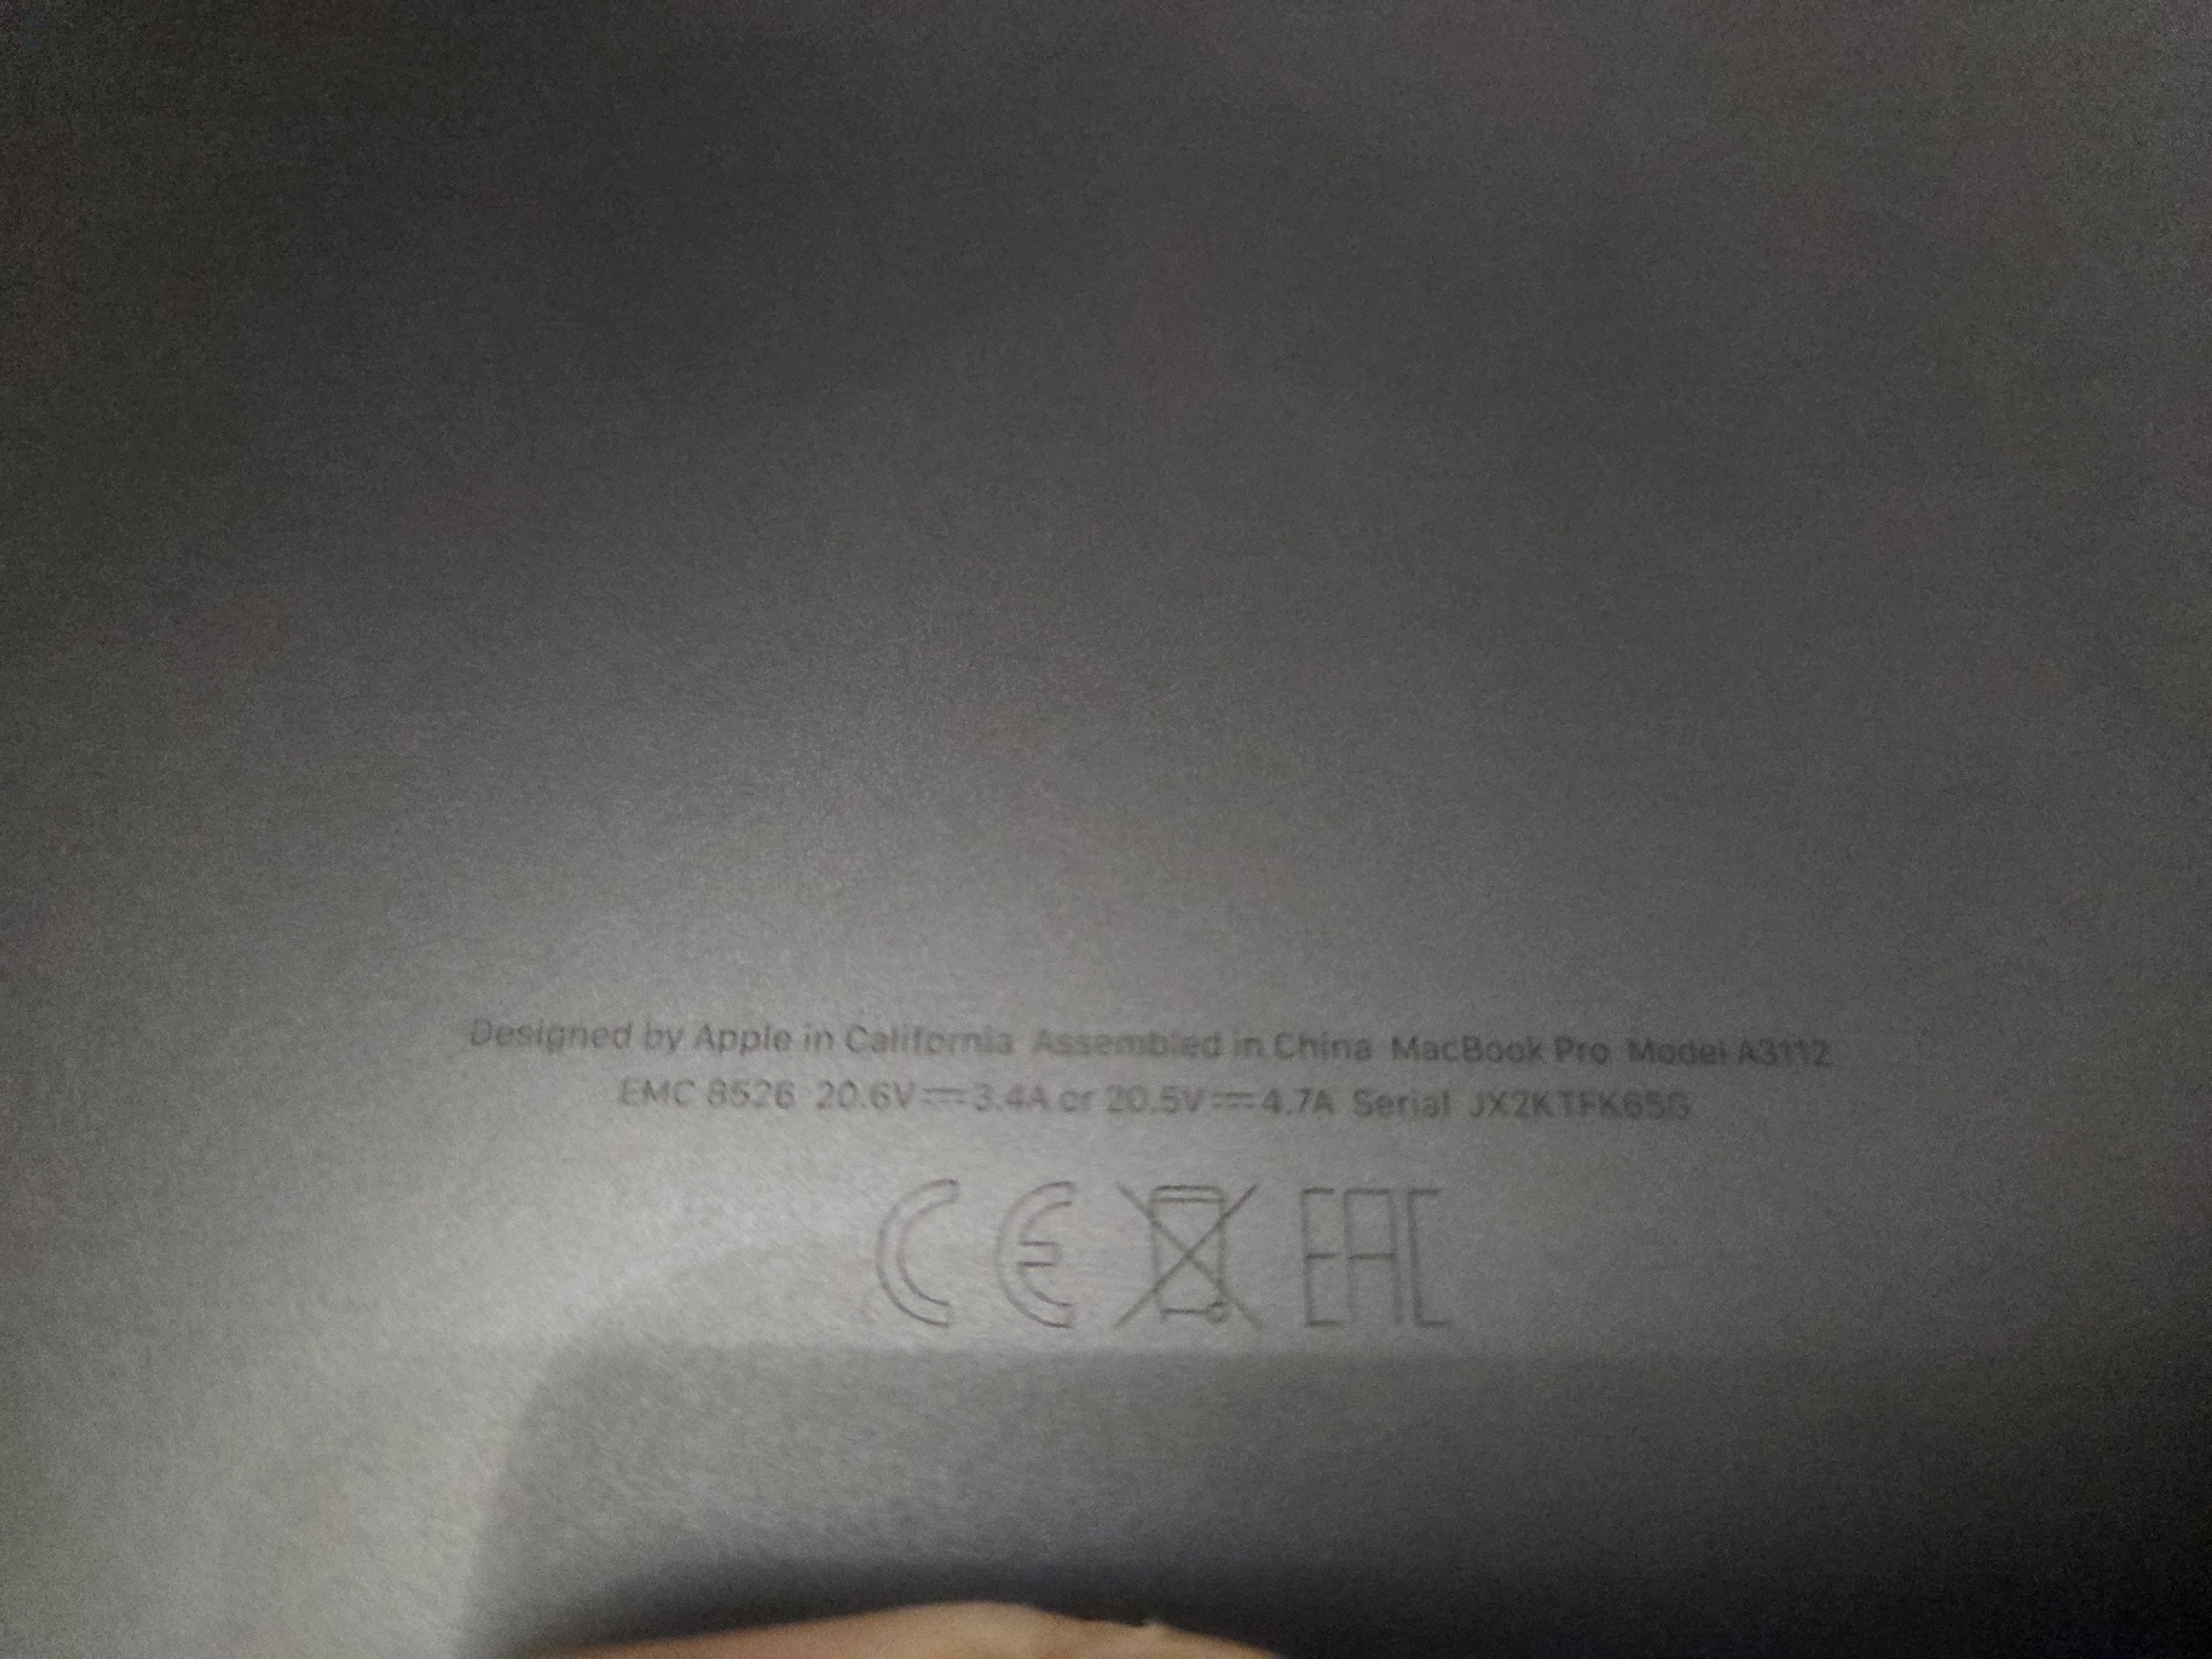 Designed by Apple in California Assembled in China MacBook Pro Model A3112
EMC 8526 20.6V⎓3.4A or 20.5V⎓4.7A Serial JX2KTFK65G
CE EAC